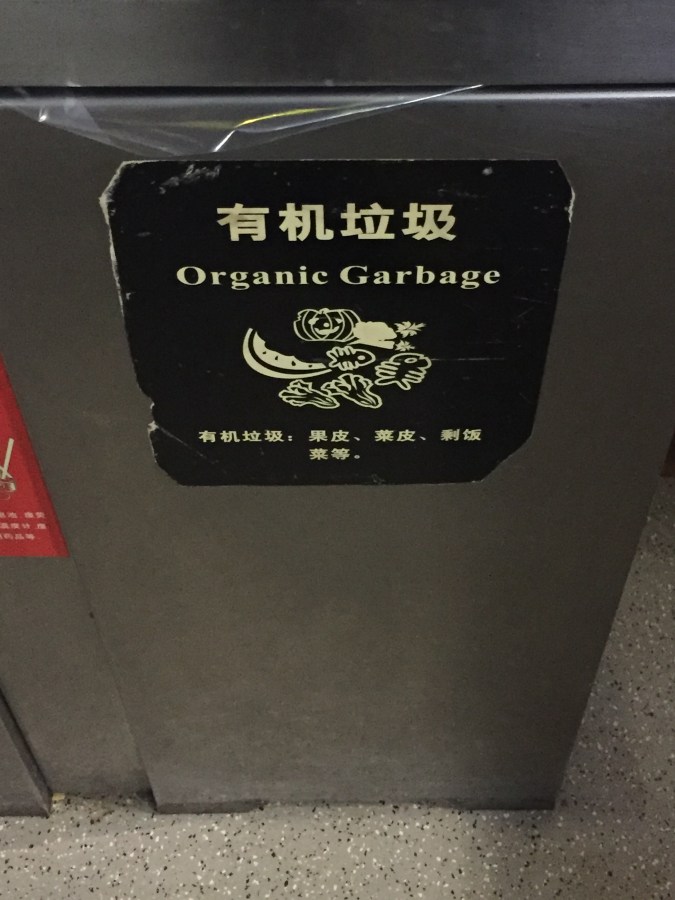 有机垃圾
Organic Garbage
有机垃圾：果皮、菜皮、剩饭
菜等。